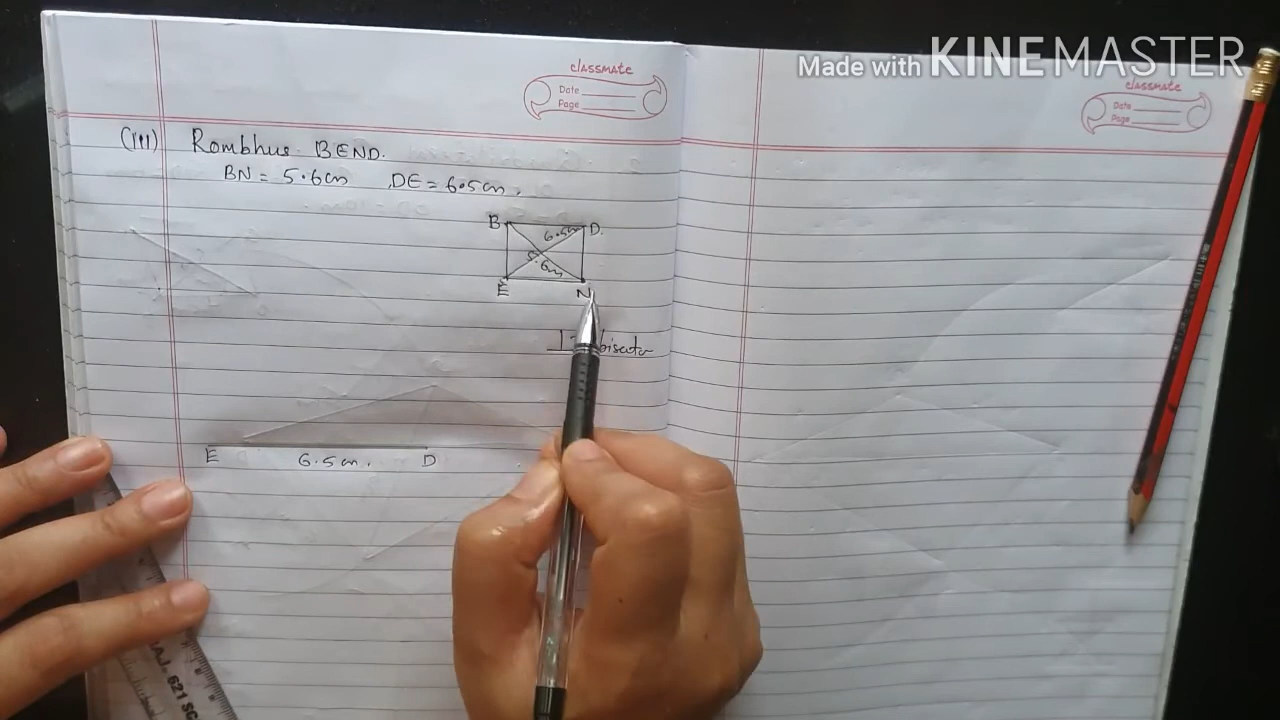 Made with KINEMASTER
classmate
Date
Page
classmate
Date
Page
(iii) Rombhus BEND.
BN = 5.6cm DE = 6.5cm.
B D.
6.5cm
5.6cm
E N
bisector
E 6.5cm. D
621